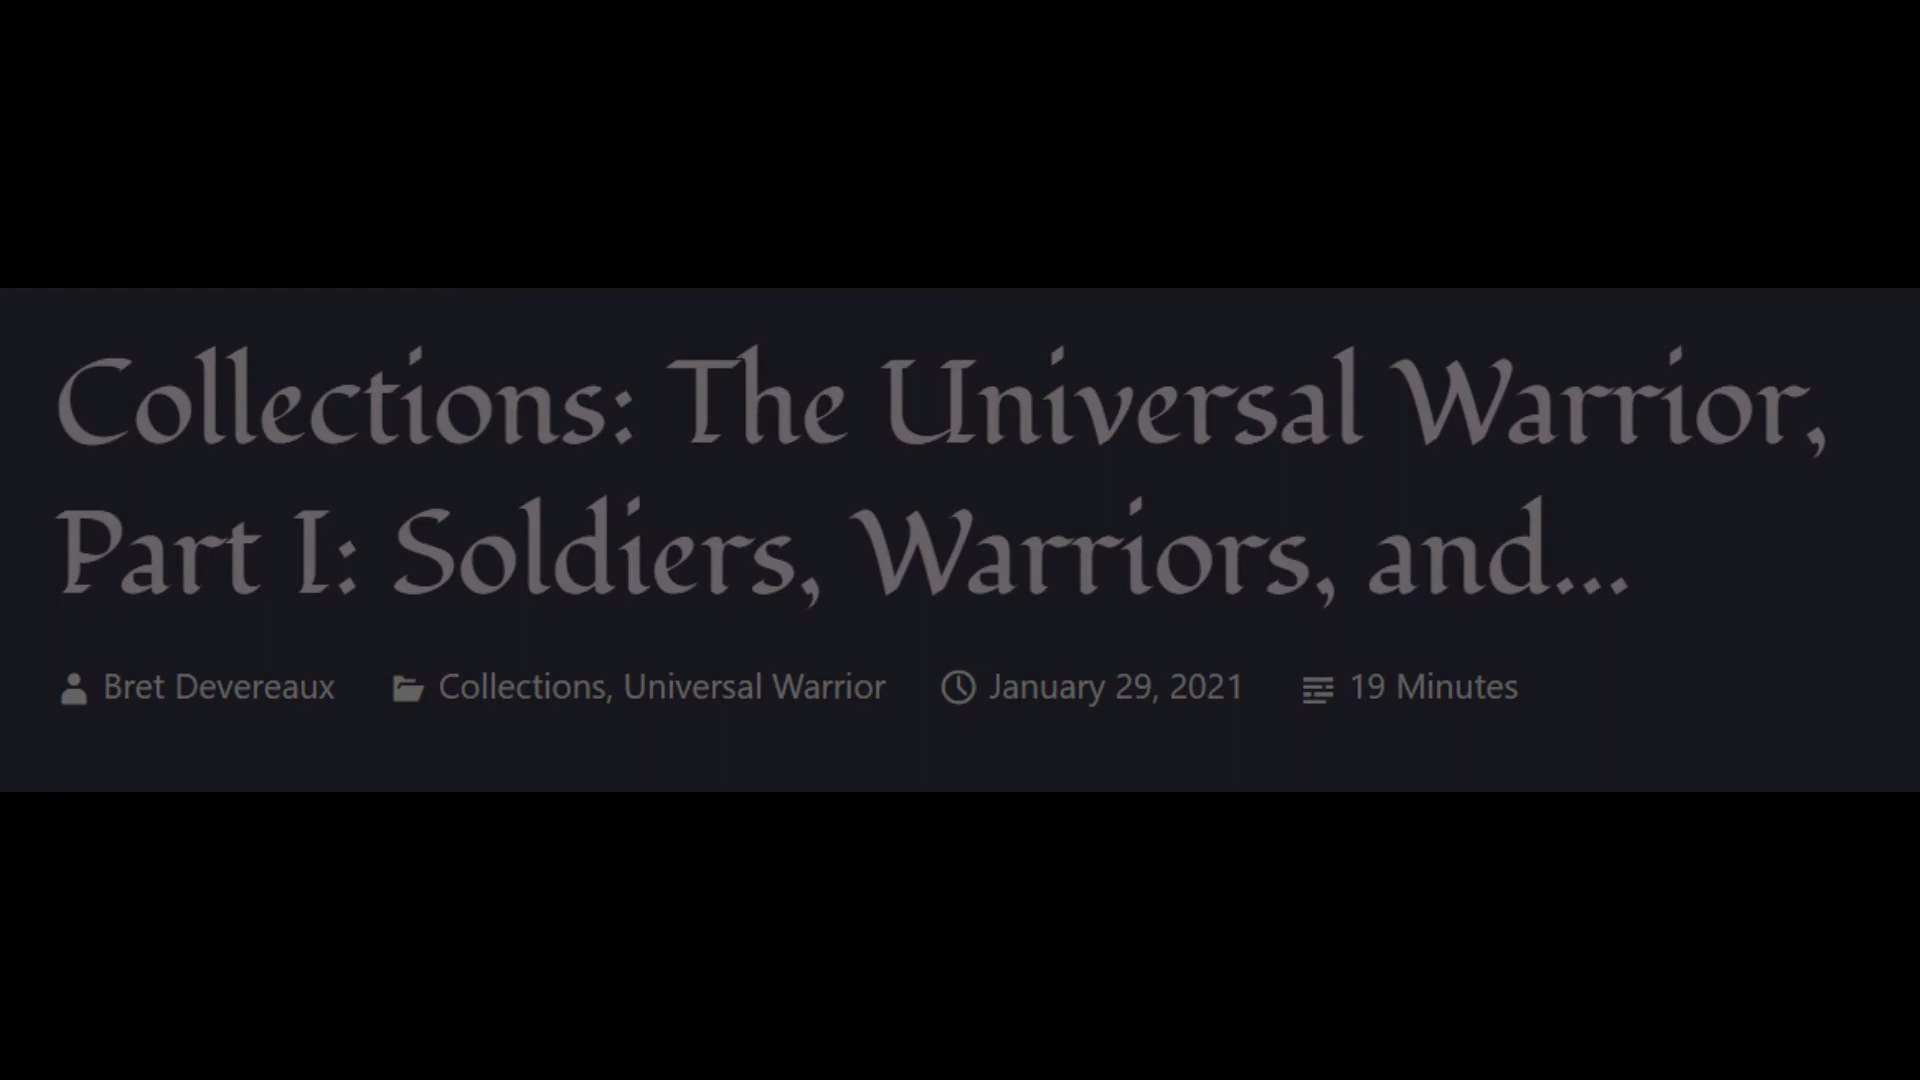 Collections: The Universal Warrior,
Part I: Soldiers, Warriors, and...
Bret Devereaux Collections, Universal Warrior January 29, 2021 19 Minutes